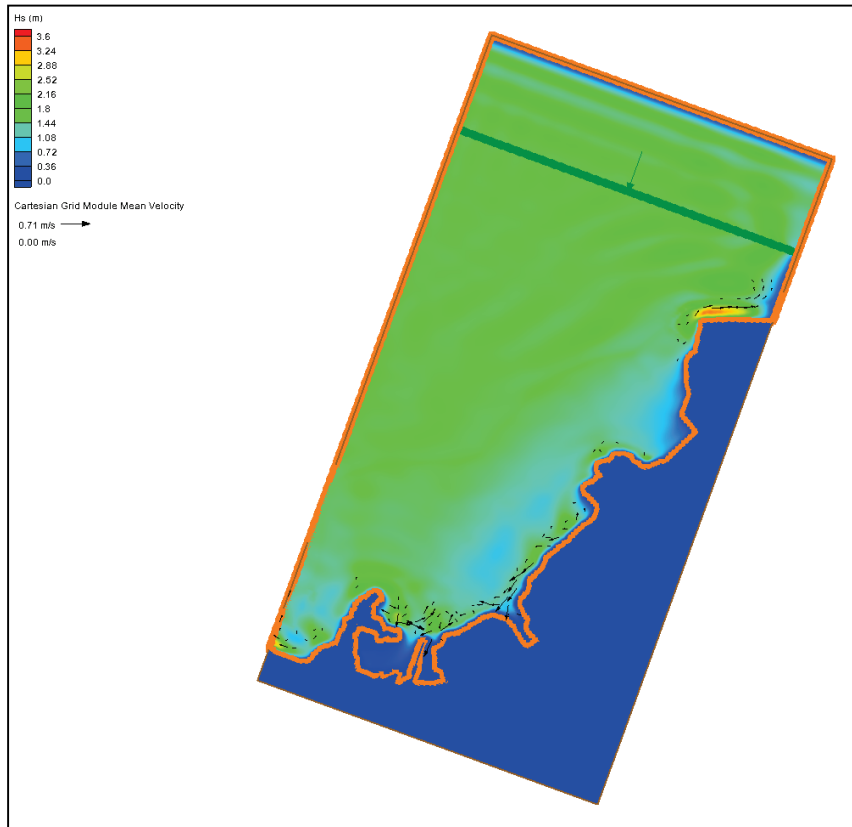 Hs (m)
3.6
3.24
2.88
2.52
2.16
1.8
1.44
1.08
0.72
0.36
0.0
Cartesian Grid Module Mean Velocity
0.71 m/s
0.00 m/s